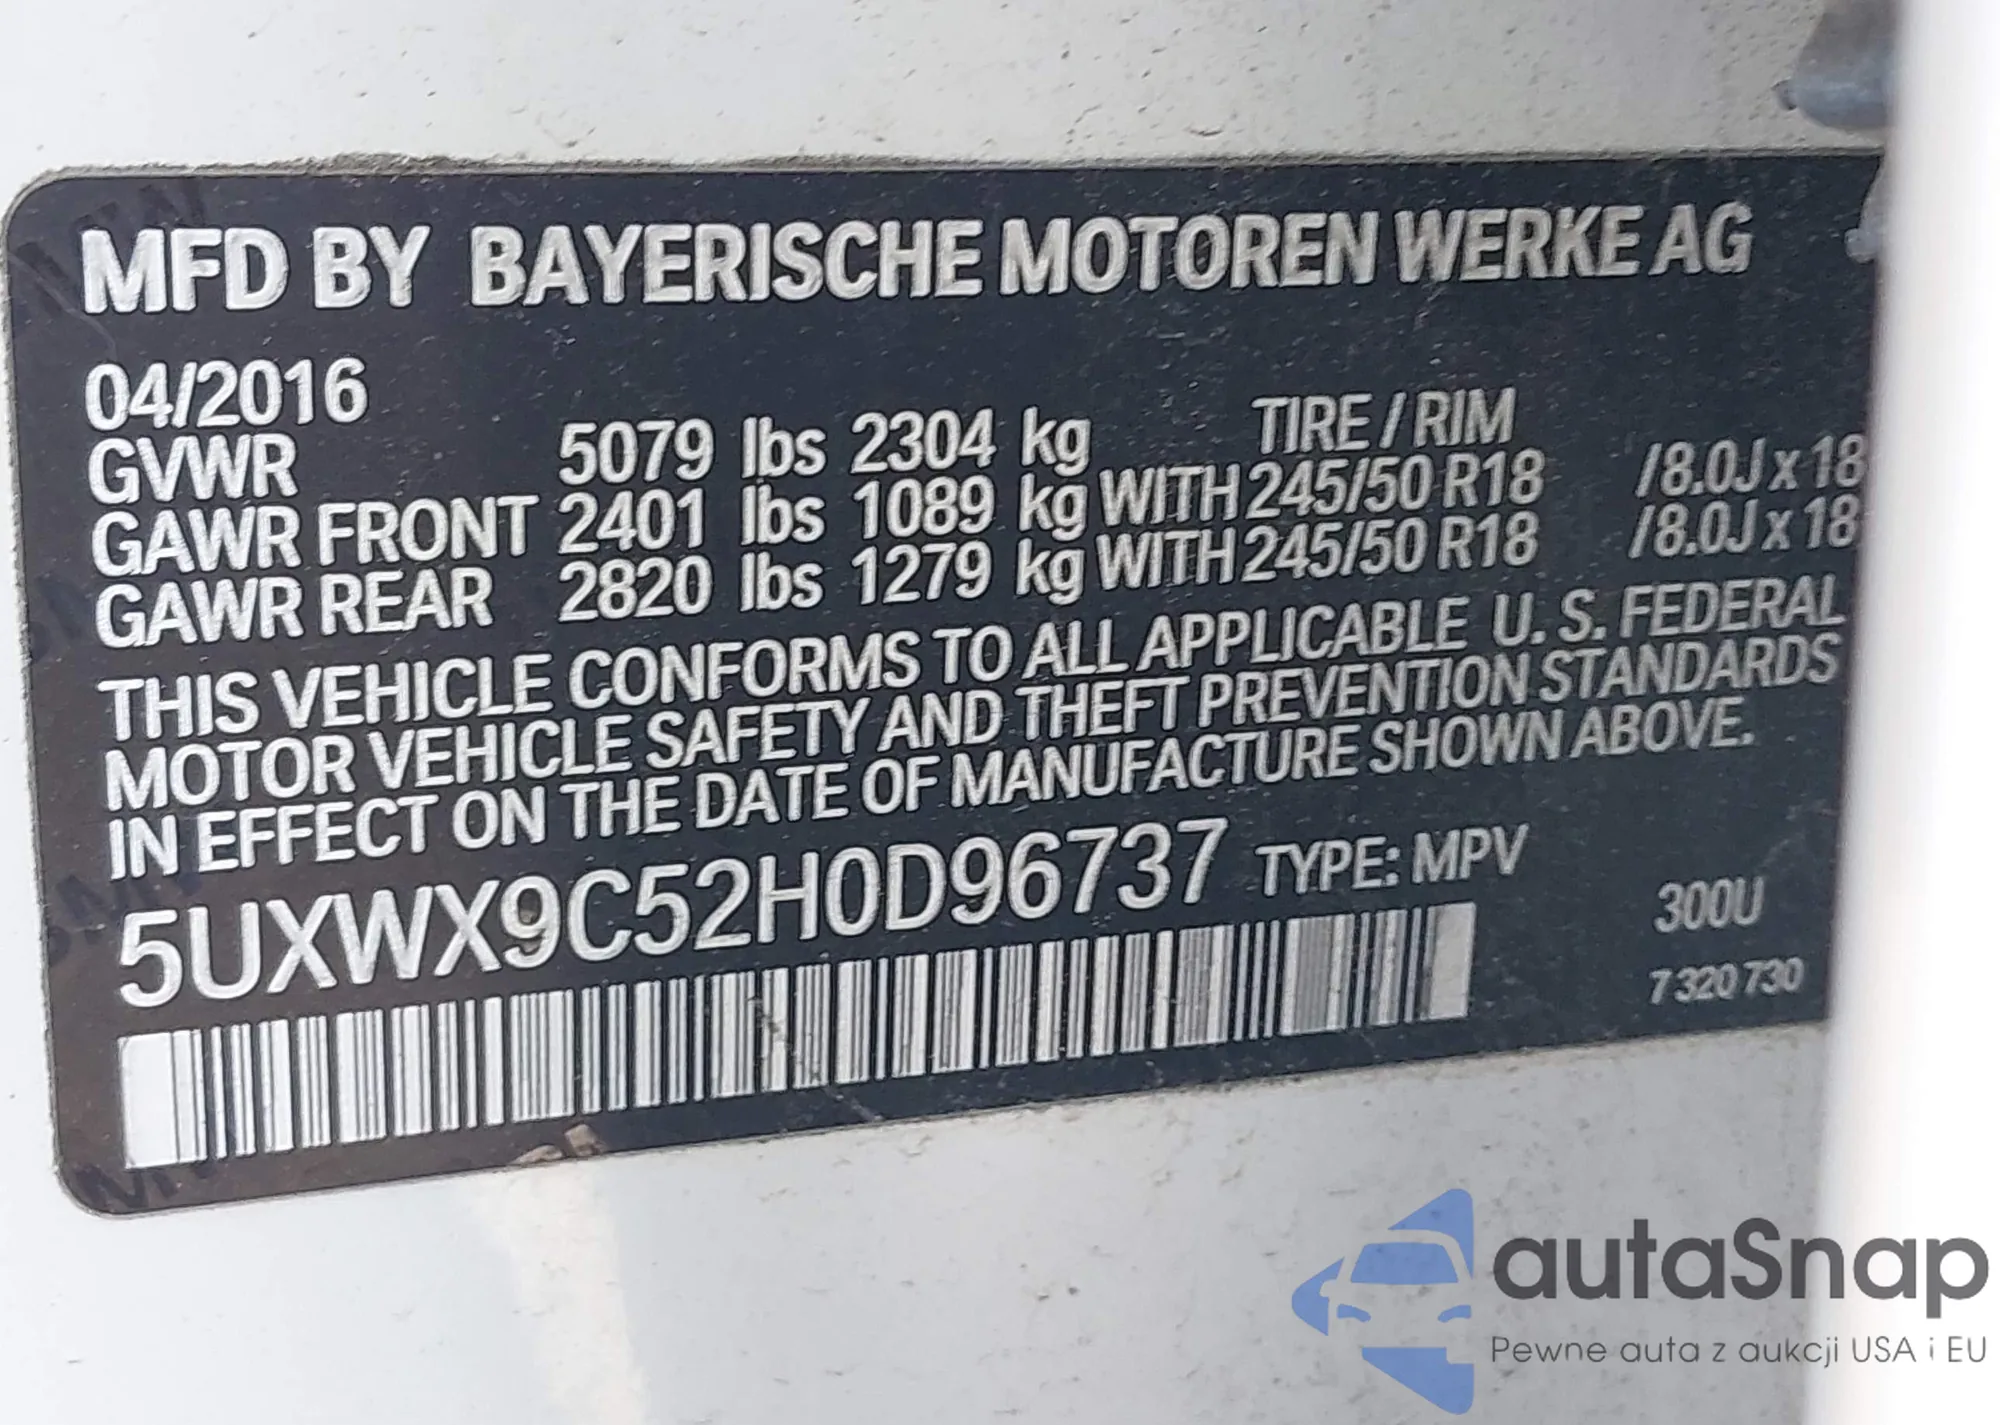 MFD BY BAYERISCHE MOTOREN WERKE AG
04/2016 TIRE / RIM
GVWR 5079 lbs 2304 kg
GAWR FRONT 2401 lbs 1089 kg WITH 245/50 R18 /8.0J x 18
GAWR REAR 2820 lbs 1279 kg WITH 245/50 R18 /8.0J x 18
THIS VEHICLE CONFORMS TO ALL APPLICABLE U. S. FEDERAL
MOTOR VEHICLE SAFETY AND THEFT PREVENTION STANDARDS
IN EFFECT ON THE DATE OF MANUFACTURE SHOWN ABOVE.
5UXWX9C52H0D96737 TYPE: MPV
300U
7 320 730
autaSnap
Pewne auta z aukcji USA i EU